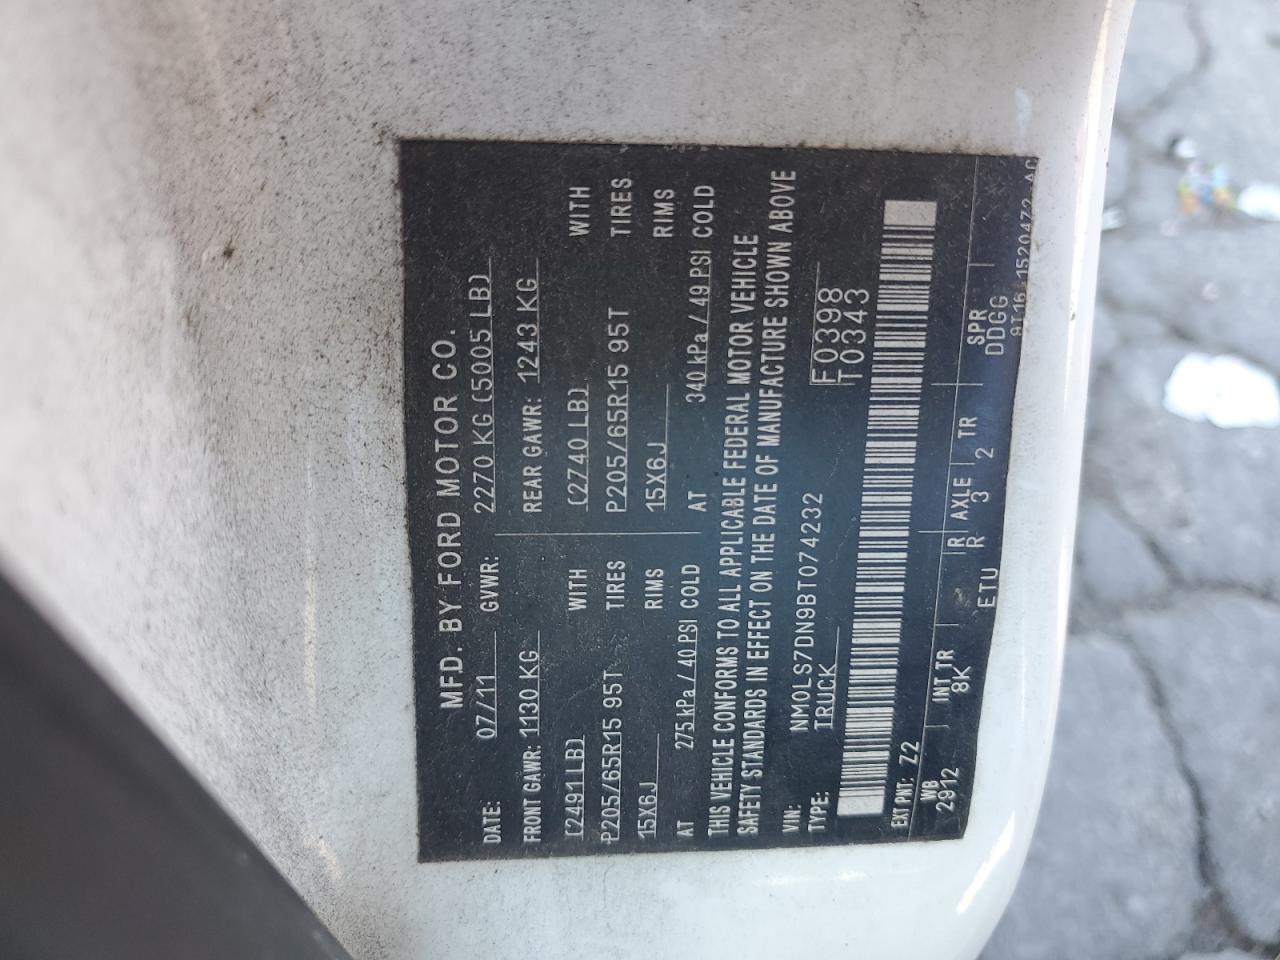 MFD. BY FORD MOTOR CO.
DATE: 07/11 GVWR: 2270 KG (5005 LB)
FRONT GAWR: 1130 KG REAR GAWR: 1243 KG
(2491LB) WITH (2740 LB) WITH
P205/65R15 95T TIRES P205/65R15 95T TIRES
15X6J RIMS 15X6J RIMS
AT 275 kPa / 40 PSI COLD AT 340 kPa / 49 PSI COLD
THIS VEHICLE CONFORMS TO ALL APPLICABLE FEDERAL MOTOR VEHICLE
SAFETY STANDARDS IN EFFECT ON THE DATE OF MANUFACTURE SHOWN ABOVE
VIN: NM0LS7DN9BT074232 F0398
TYPE: TRUCK T0343
EXT PNT: Z2
WB INT TR R AXLE TR SPR
2912 8K ETU R 3 2 DDGG
9T16-1520472-AC